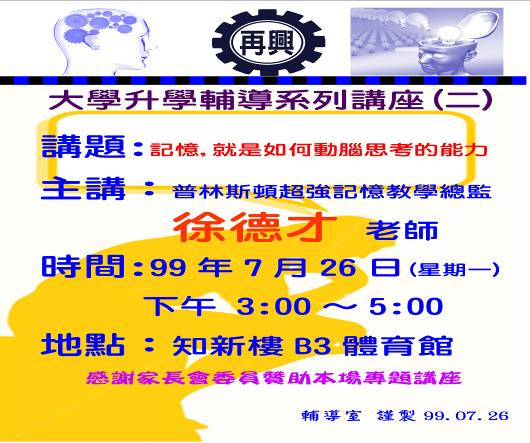 再興
大學升學輔導系列講座(二)
講題:記憶,就是如何動腦思考的能力
主講：普林斯頓超強記憶教學總監
徐德才 老師
時間:99 年 7 月 26 日(星期一)
下午 3:00 ～ 5:00
地點：知新樓 B3 體育館
感謝家長會委員贊助本場專題講座
輔導室 謹製 99.07.26